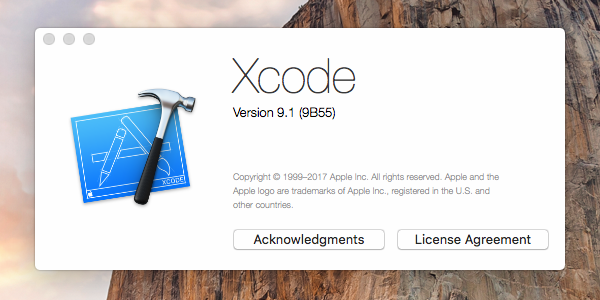 Xcode
Version 9.1 (9B55)
XCODE
Copyright © 1999–2017 Apple Inc. All rights reserved. Apple and the
Apple logo are trademarks of Apple Inc., registered in the U.S. and
other countries.
Acknowledgments
License Agreement